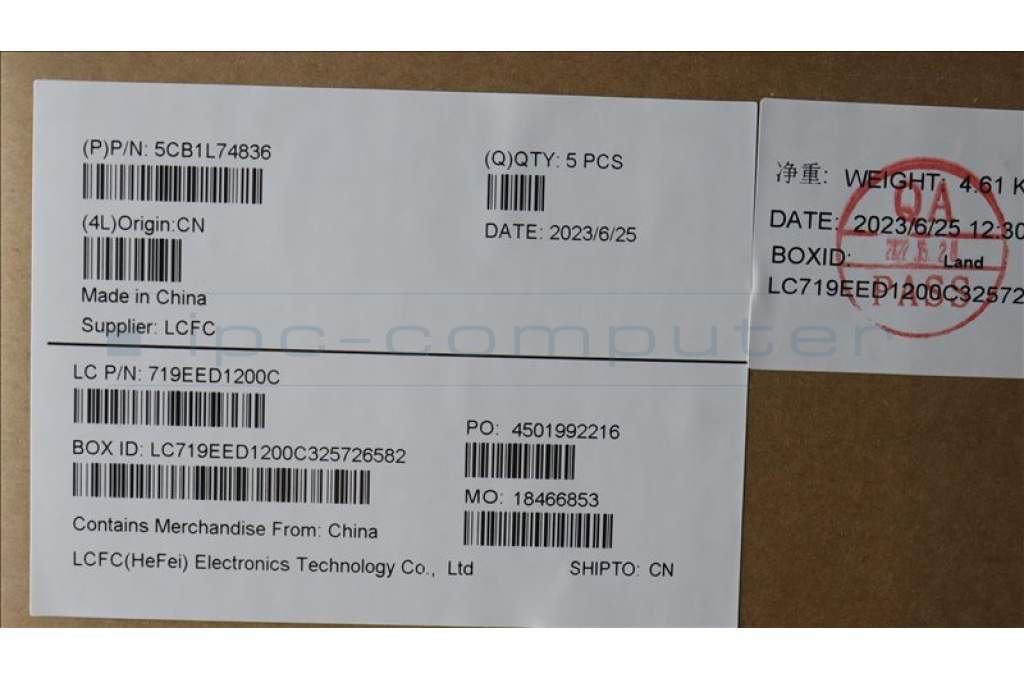 (P)P/N: 5CB1L74836
(Q)QTY: 5 PCS
(4L)Origin:CN
DATE: 2023/6/25
Made in China
Supplier: LCFC
LC P/N: 719EED1200C
PO: 4501992216
BOX ID: LC719EED1200C325726582
MO: 18466853
Contains Merchandise From: China
LCFC(HeFei) Electronics Technology Co., Ltd
SHIPTO: CN
净重: WEIGHT: 4.61 K
DATE: 2023/6/25 12:30
BOXID: Land
LC719EED1200C32572
QA
PASS
ipc-computer